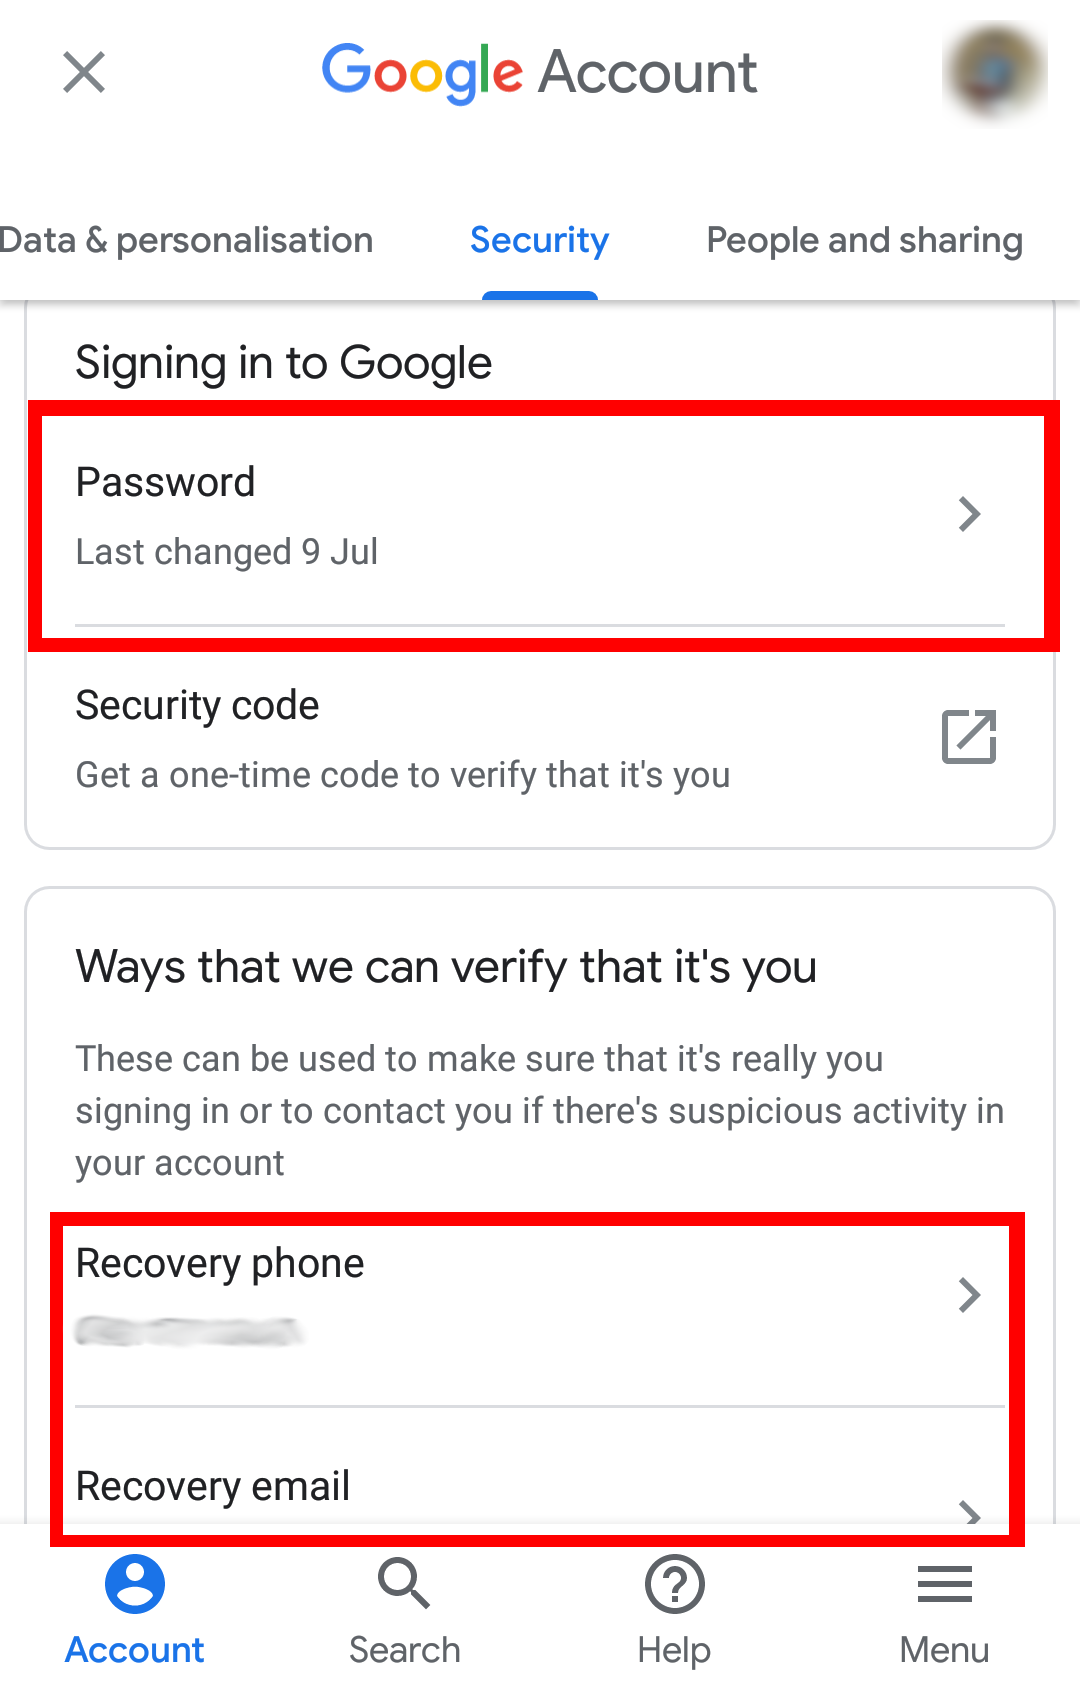 Google Account
Data & personalisation
Security
People and sharing
Signing in to Google
Password
Last changed 9 Jul
Security code
Get a one-time code to verify that it's you
Ways that we can verify that it's you
These can be used to make sure that it's really you
signing in or to contact you if there's suspicious activity in
your account
Recovery phone
Recovery email
Account
Search
Help
Menu